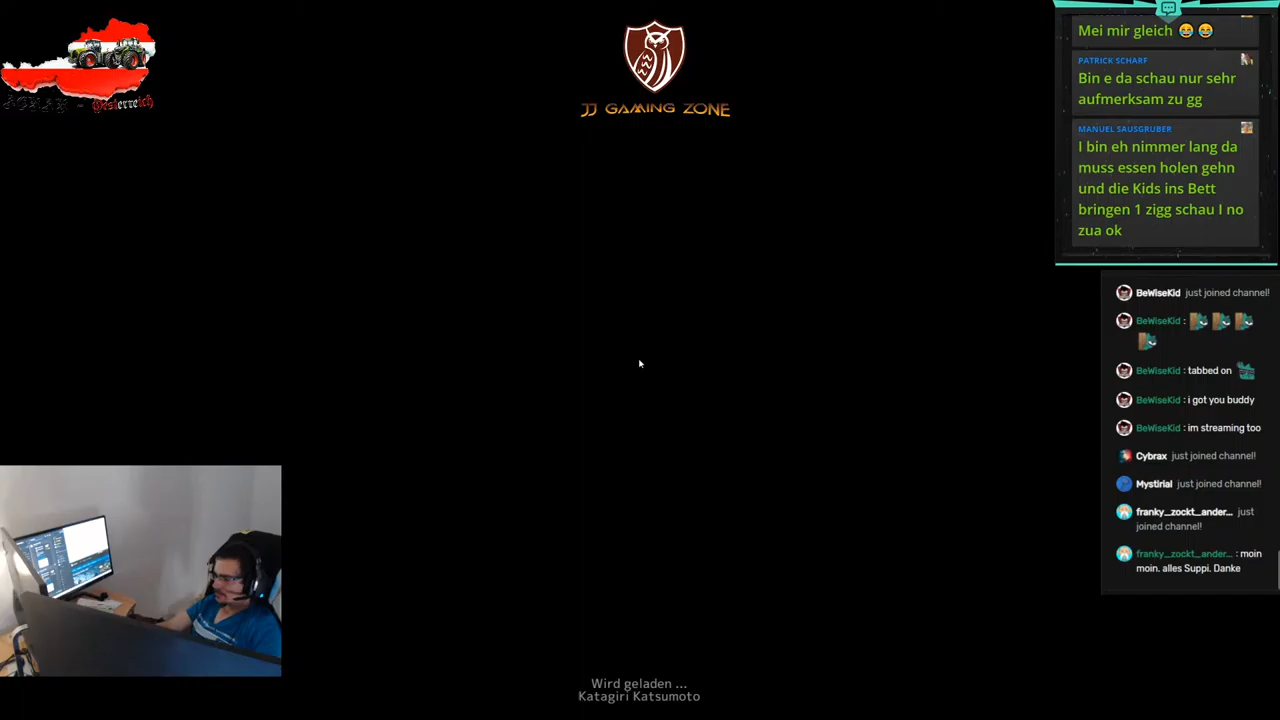 Oesterreich
JJ GAMING ZONE
Mei mir gleich 😂 😂
PATRICK SCHARF
Bin e da schau nur sehr
aufmerksam zu gg
MANUEL SAUSGRUBER
I bin eh nimmer lang da
muss essen holen gehn
und die Kids ins Bett
bringen 1 zigg schau I no
zua ok
BeWiseKid just joined channel!
BeWiseKid :
BeWiseKid : tabbed on
BeWiseKid : i got you buddy
BeWiseKid : im streaming too
Cybrax just joined channel!
Mystirial just joined channel!
franky_zockt_ander... just
joined channel!
franky_zockt_ander... : moin
moin. alles Suppi. Danke
Wird geladen ...
Katagiri Katsumoto